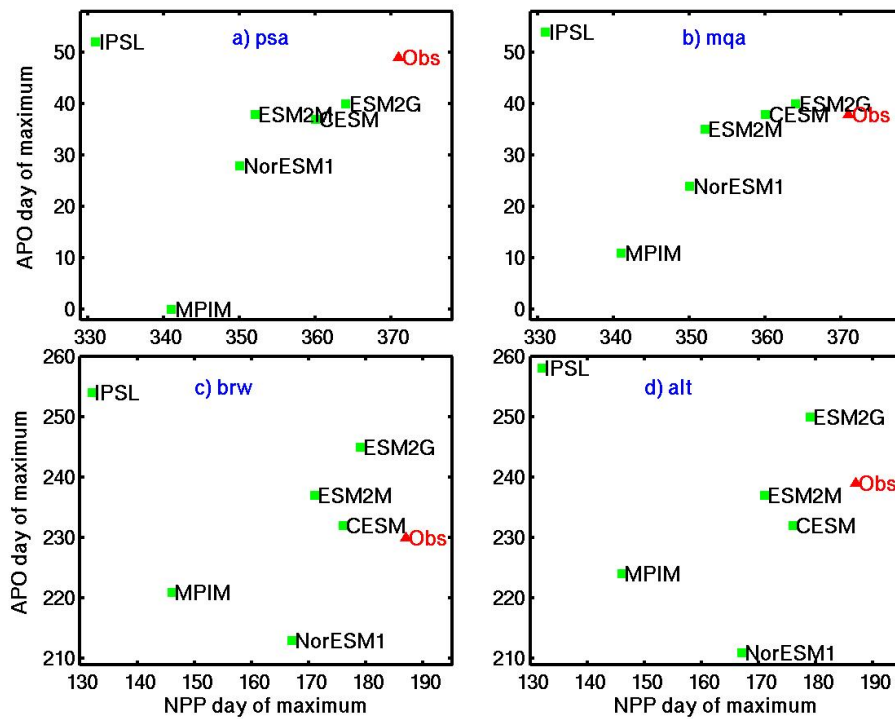 a) psa
APO day of maximum
50
40
30
20
10
0
330 340 350 360 370
IPSL
Obs
ESM2G
ESM2M
CESM
NorESM1
MPIM
b) mqa
50
40
30
20
10
0
330 340 350 360 370
IPSL
ESM2G
CESM
Obs
ESM2M
NorESM1
MPIM
c) brw
APO day of maximum
260
250
240
230
220
210
130 140 150 160 170 180 190
NPP day of maximum
IPSL
ESM2G
ESM2M
CESM
Obs
MPIM
NorESM1
d) alt
260
250
240
230
220
210
130 140 150 160 170 180 190
NPP day of maximum
IPSL
ESM2G
Obs
ESM2M
CESM
MPIM
NorESM1